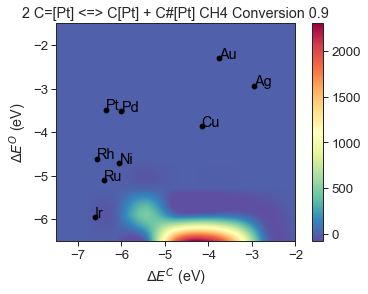 2 C=[Pt] <=> C[Pt] + C#[Pt] CH4 Conversion 0.9
ΔE^O (eV)
−2
−3
−4
−5
−6
Au
Ag
Pt
Pd
Cu
Rh
Ni
Ru
Ir
2000
1500
1000
500
0
−7 −6 −5 −4 −3 −2
ΔE^C (eV)